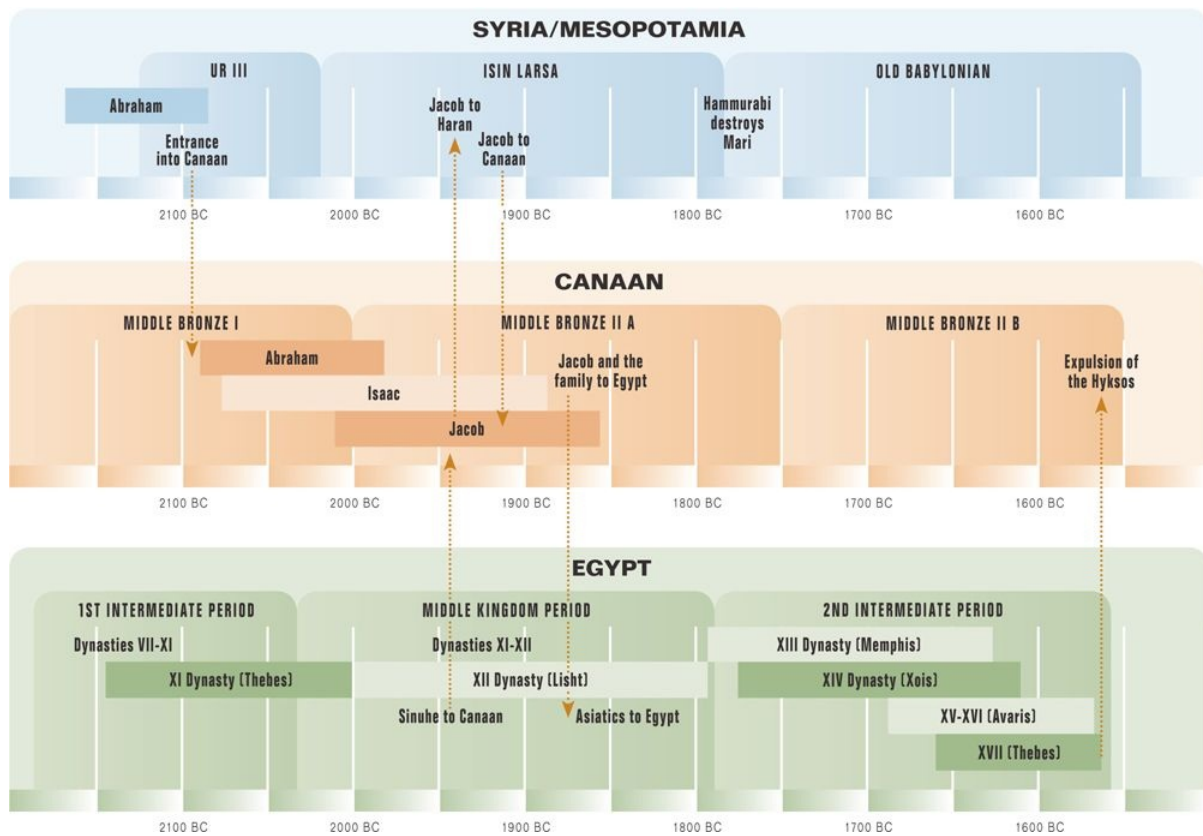 SYRIA/MESOPOTAMIA
UR III
ISIN LARSA
OLD BABYLONIAN
Abraham
Entrance
into Canaan
Jacob to
Haran
Jacob to
Canaan
Hammurabi
destroys
Mari
2100 BC
2000 BC
1900 BC
1800 BC
1700 BC
1600 BC
CANAAN
MIDDLE BRONZE I
MIDDLE BRONZE II A
MIDDLE BRONZE II B
Abraham
Isaac
Jacob
Jacob and the
family to Egypt
Expulsion of
the Hyksos
2100 BC
2000 BC
1900 BC
1800 BC
1700 BC
1600 BC
EGYPT
1ST INTERMEDIATE PERIOD
MIDDLE KINGDOM PERIOD
2ND INTERMEDIATE PERIOD
Dynasties VII-XI
Dynasties XI-XII
XIII Dynasty (Memphis)
XI Dynasty (Thebes)
XII Dynasty (Lisht)
XIV Dynasty (Xois)
Sinuhe to Canaan
Asiatics to Egypt
XV-XVI (Avaris)
XVII (Thebes)
2100 BC
2000 BC
1900 BC
1800 BC
1700 BC
1600 BC